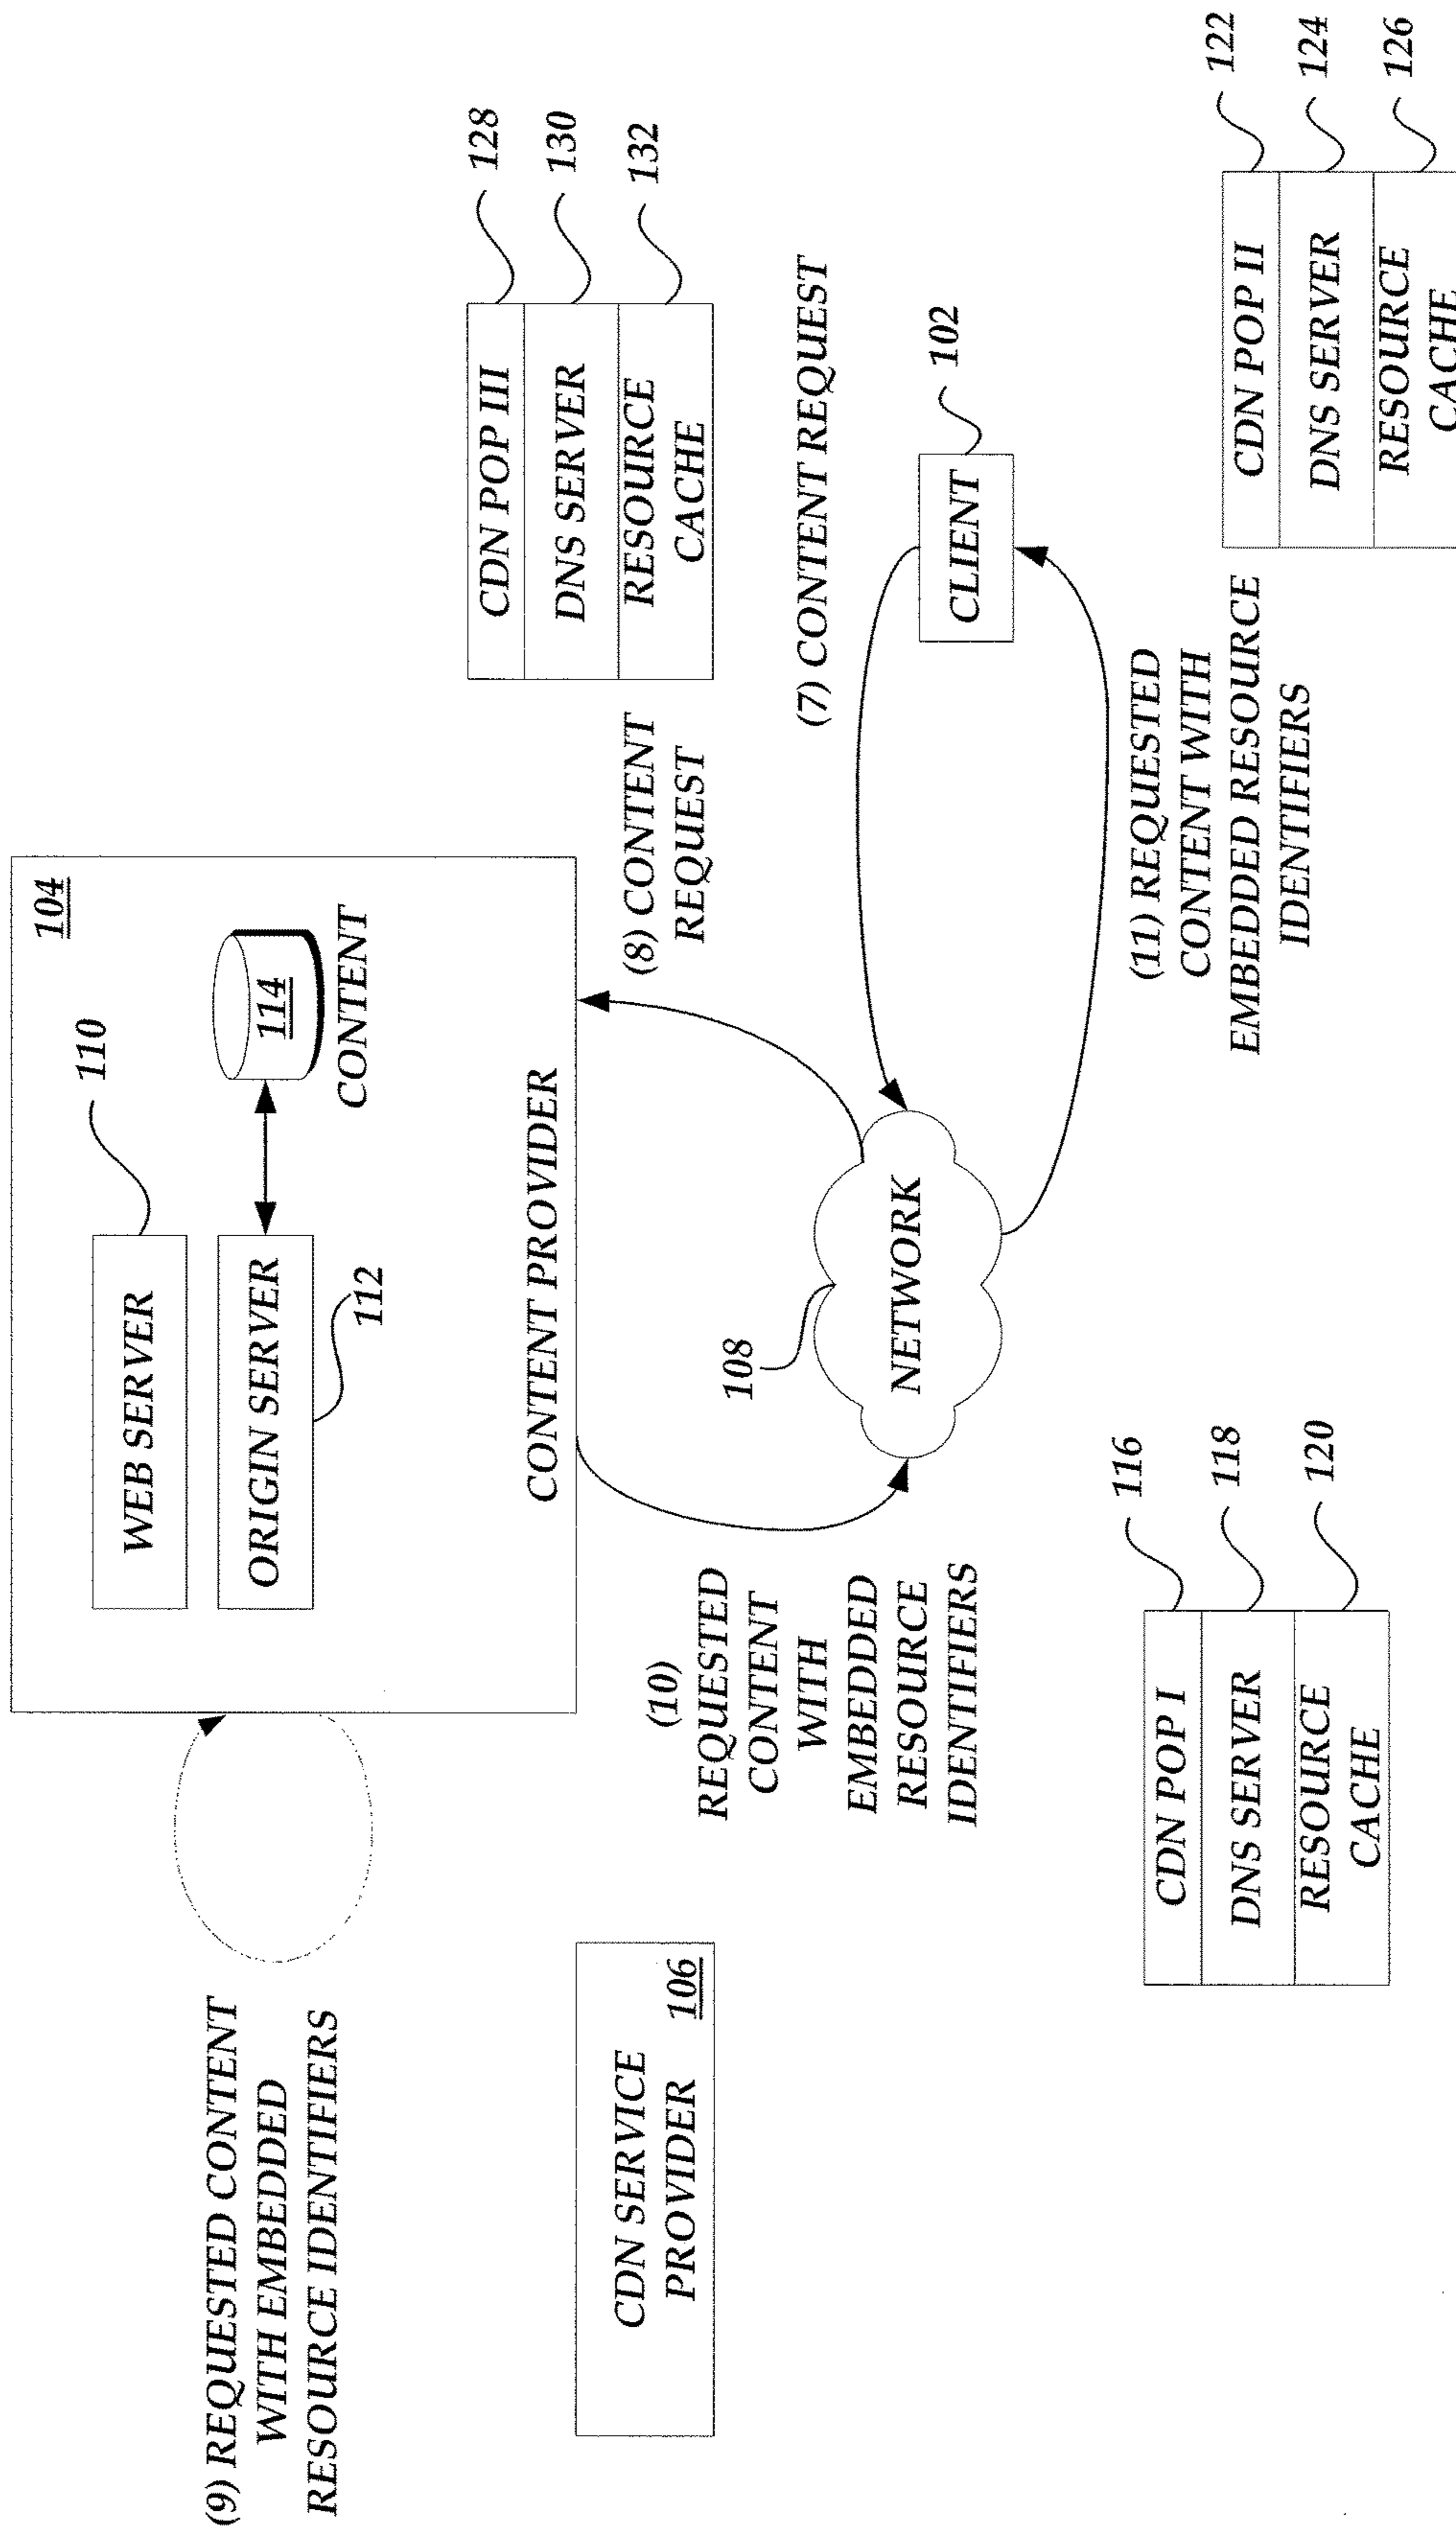 (9) REQUESTED CONTENT
WITH EMBEDDED
RESOURCE IDENTIFIERS
104
WEB SERVER
110
ORIGIN SERVER
112
114
CONTENT
CONTENT PROVIDER
CDN SERVICE
PROVIDER
106
(10)
REQUESTED
CONTENT
WITH
EMBEDDED
RESOURCE
IDENTIFIERS
(8) CONTENT
REQUEST
CDN POP III
DNS SERVER
RESOURCE
CACHE
128
130
132
108
NETWORK
(7) CONTENT REQUEST
CLIENT
102
(11) REQUESTED
CONTENT WITH
EMBEDDED RESOURCE
IDENTIFIERS
CDN POP I
DNS SERVER
RESOURCE
CACHE
116
118
120
CDN POP II
DNS SERVER
RESOURCE
CACHE
122
124
126